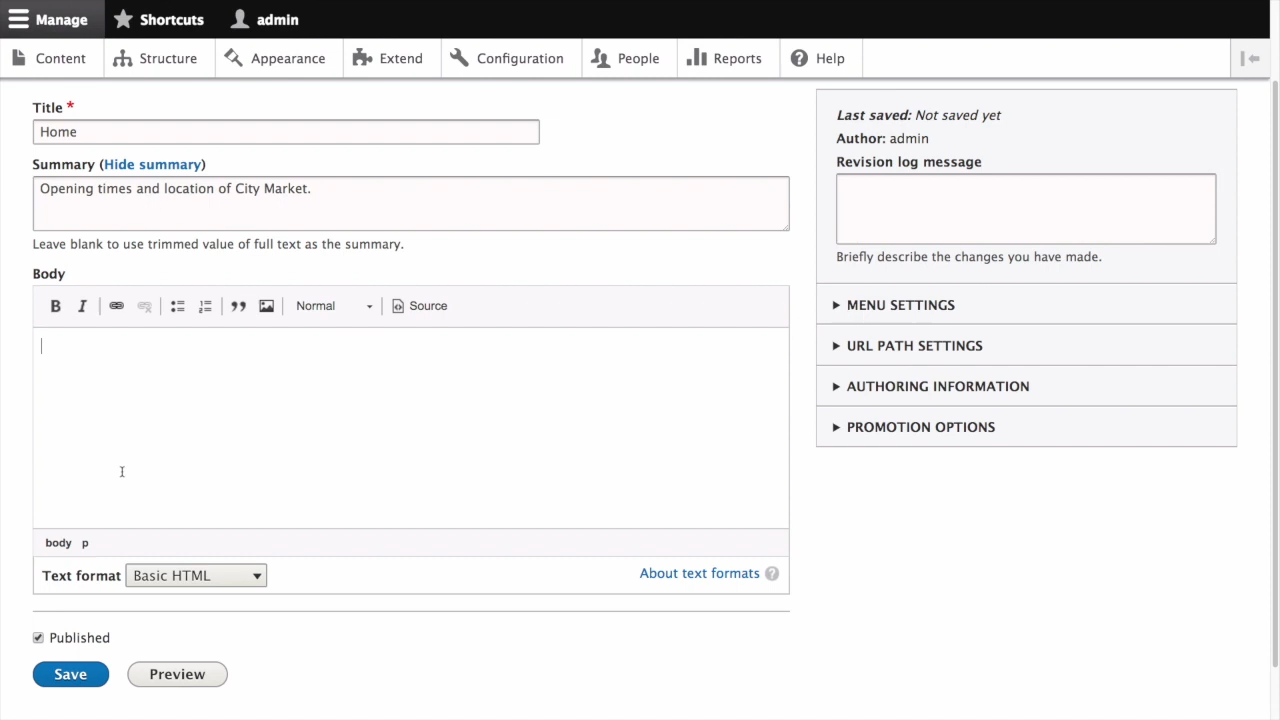 Manage Shortcuts admin
Content Structure Appearance Extend Configuration People Reports Help
Title *
Home
Summary (Hide summary)
Opening times and location of City Market.
Leave blank to use trimmed value of full text as the summary.
Body
B I Normal Source
body p
Text format Basic HTML
About text formats ?
Published
Save Preview
Last saved: Not saved yet
Author: admin
Revision log message
Briefly describe the changes you have made.
MENU SETTINGS
URL PATH SETTINGS
AUTHORING INFORMATION
PROMOTION OPTIONS